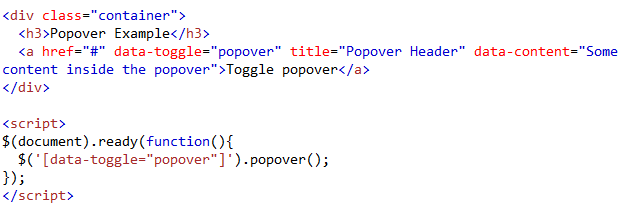 <div class="container">
  <h3>Popover Example</h3>
  <a href="#" data-toggle="popover" title="Popover Header" data-content="Some
content inside the popover">Toggle popover</a>
</div>

<script>
$(document).ready(function(){
  $('[data-toggle="popover"]').popover();
});
</script>